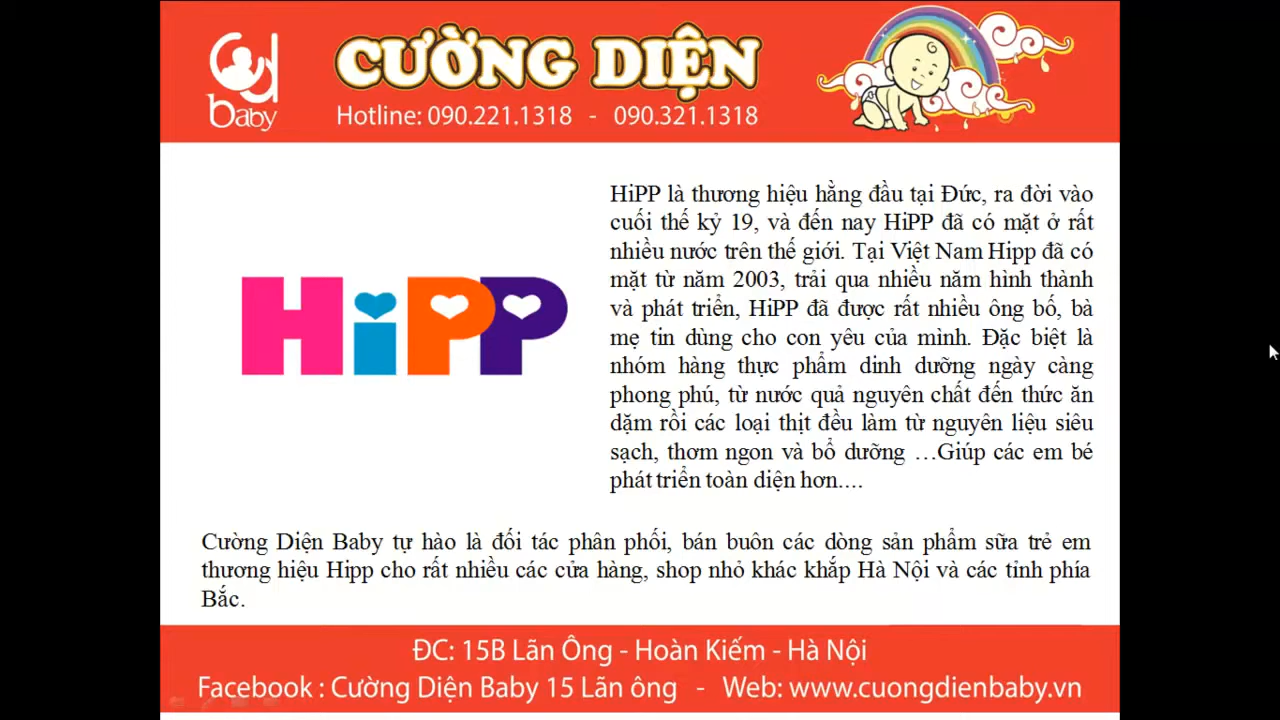 baby
CƯỜNG DIỆN
Hotline: 090.221.1318 - 090.321.1318
HiPP
HiPP là thương hiệu hằng đầu tại Đức, ra đời vào
cuối thế kỷ 19, và đến nay HiPP đã có mặt ở rất
nhiều nước trên thế giới. Tại Việt Nam Hipp đã có
mặt từ năm 2003, trải qua nhiều năm hình thành
và phát triển, HiPP đã được rất nhiều ông bố, bà
mẹ tin dùng cho con yêu của mình. Đặc biệt là
nhóm hàng thực phẩm dinh dưỡng ngày càng
phong phú, từ nước quả nguyên chất đến thức ăn
dặm rồi các loại thịt đều làm từ nguyên liệu siêu
sạch, thơm ngon và bổ dưỡng …Giúp các em bé
phát triển toàn diện hơn....
Cường Diện Baby tự hào là đối tác phân phối, bán buôn các dòng sản phẩm sữa trẻ em
thương hiệu Hipp cho rất nhiều các cửa hàng, shop nhỏ khác khắp Hà Nội và các tỉnh phía
Bắc.
ĐC: 15B Lãn Ông - Hoàn Kiếm - Hà Nội
Facebook : Cường Diện Baby 15 Lãn ông - Web: www.cuongdienbaby.vn